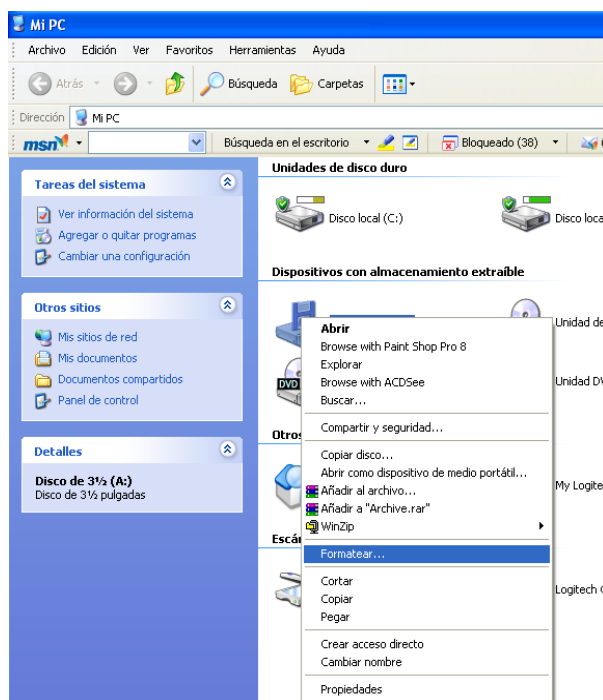 Mi PC
Archivo Edición Ver Favoritos Herramientas Ayuda
Atrás Búsqueda Carpetas
Dirección Mi PC
msn Búsqueda en el escritorio Bloqueado (38)
Tareas del sistema
Ver información del sistema
Agregar o quitar programas
Cambiar una configuración
Otros sitios
Mis sitios de red
Mis documentos
Documentos compartidos
Panel de control
Detalles
Disco de 3½ (A:)
Disco de 3½ pulgadas
Unidades de disco duro
Disco local (C:) Disco loca
Dispositivos con almacenamiento extraíble
Unidad de
DVD Unidad DV
Otros
My Logite
Escán
Logitech
Abrir
Browse with Paint Shop Pro 8
Explorar
Browse with ACDSee
Buscar...
Compartir y seguridad...
Copiar disco...
Abrir como dispositivo de medio portátil...
Añadir al archivo...
Añadir a "Archive.rar"
WinZip
Formatear...
Cortar
Copiar
Pegar
Crear acceso directo
Cambiar nombre
Propiedades